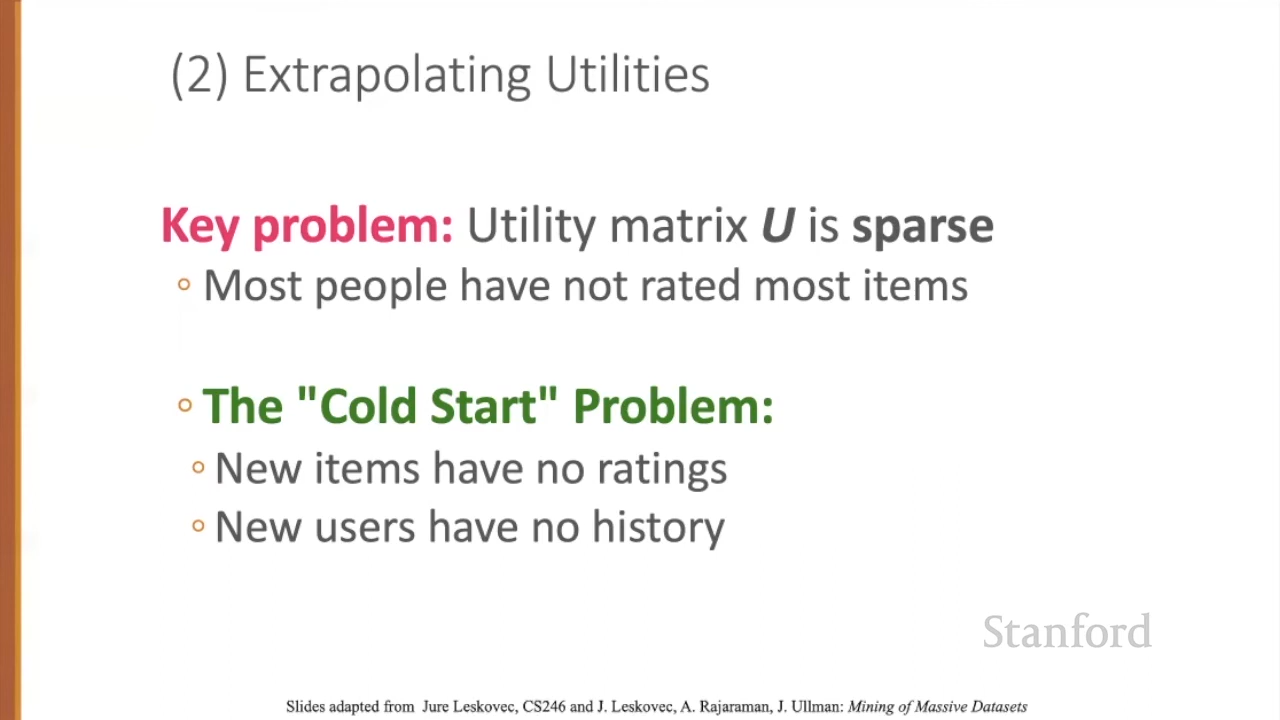 (2) Extrapolating Utilities
Key problem: Utility matrix U is sparse
◦ Most people have not rated most items
◦ The "Cold Start" Problem:
◦ New items have no ratings
◦ New users have no history
Stanford
Slides adapted from Jure Leskovec, CS246 and J. Leskovec, A. Rajaraman, J. Ullman: Mining of Massive Datasets